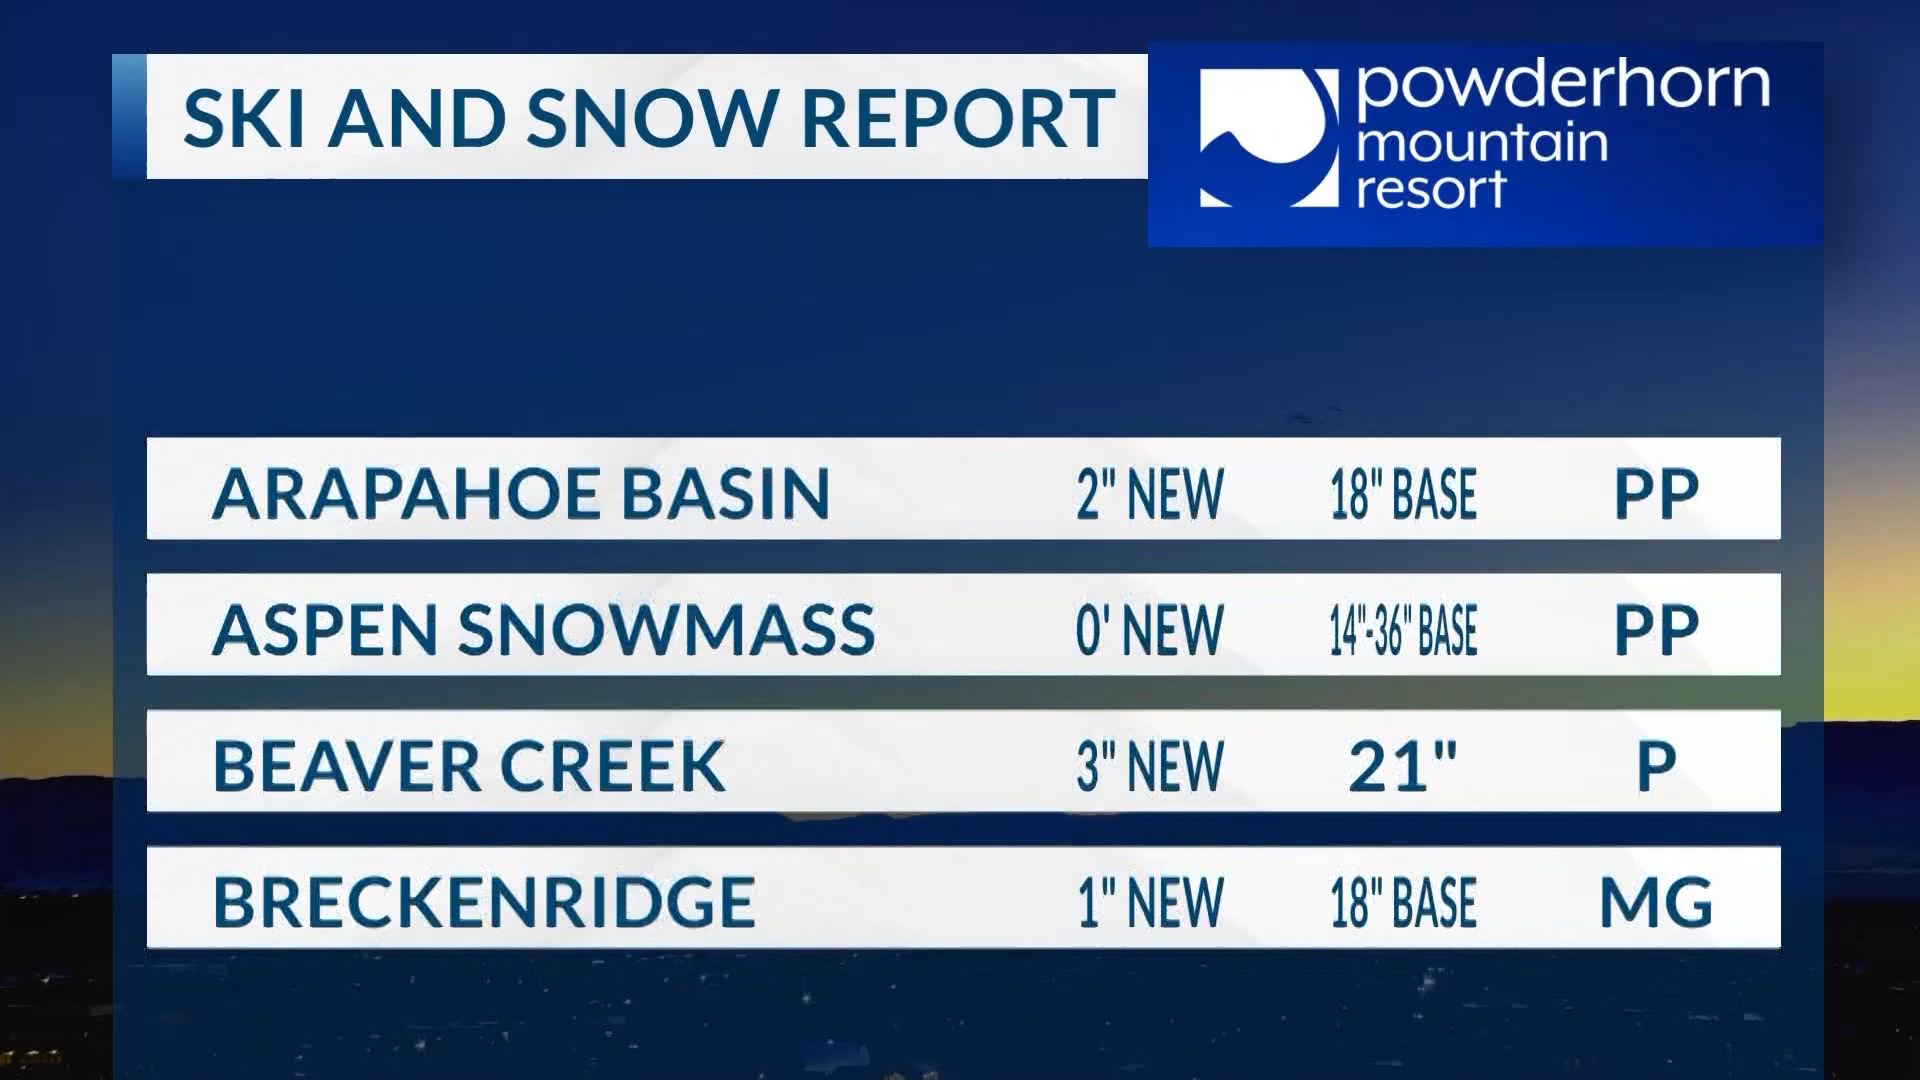 SKI AND SNOW REPORT
powderhorn
mountain
resort
ARAPAHOE BASIN 2" NEW 18" BASE PP
ASPEN SNOWMASS 0' NEW 14"-36" BASE PP
BEAVER CREEK 3" NEW 21" P
BRECKENRIDGE 1" NEW 18" BASE MG